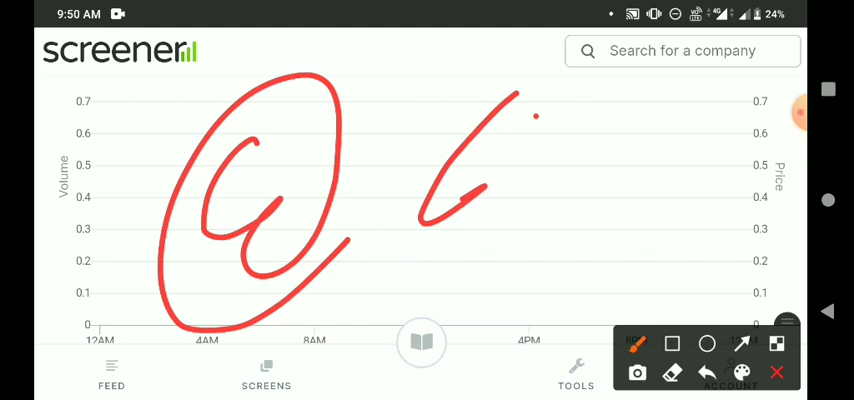 9:50 AM 4G 24%
screener Search for a company
0.7 0.7
0.6 0.6
0.5 0.5
Volume Price
0.4 0.4
0.3 0.3
0.2 0.2
0.1 0.1
0 0
12AM 4AM 8AM 4PM
FEED SCREENS TOOLS ACCOUNT